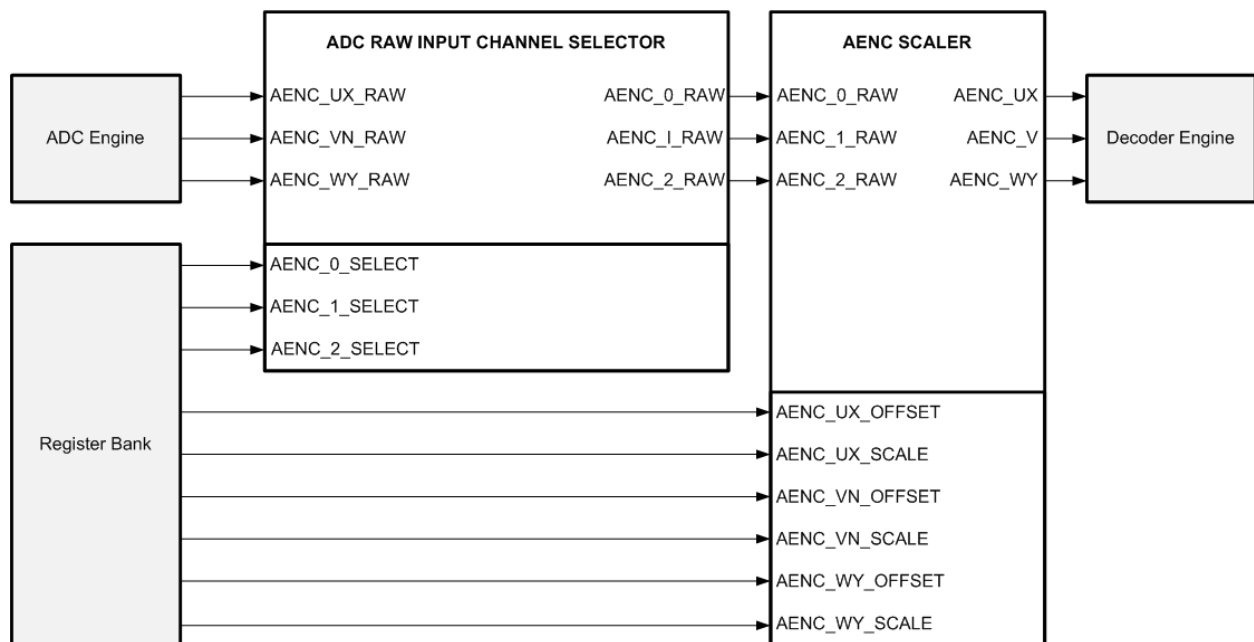 ADC RAW INPUT CHANNEL SELECTOR
AENC SCALER
ADC Engine
AENC_UX_RAW
AENC_0_RAW
AENC_0_RAW
AENC_UX
AENC_VN_RAW
AENC_I_RAW
AENC_1_RAW
AENC_V
Decoder Engine
AENC_WY_RAW
AENC_2_RAW
AENC_2_RAW
AENC_WY
AENC_0_SELECT
AENC_1_SELECT
AENC_2_SELECT
Register Bank
AENC_UX_OFFSET
AENC_UX_SCALE
AENC_VN_OFFSET
AENC_VN_SCALE
AENC_WY_OFFSET
AENC_WY_SCALE